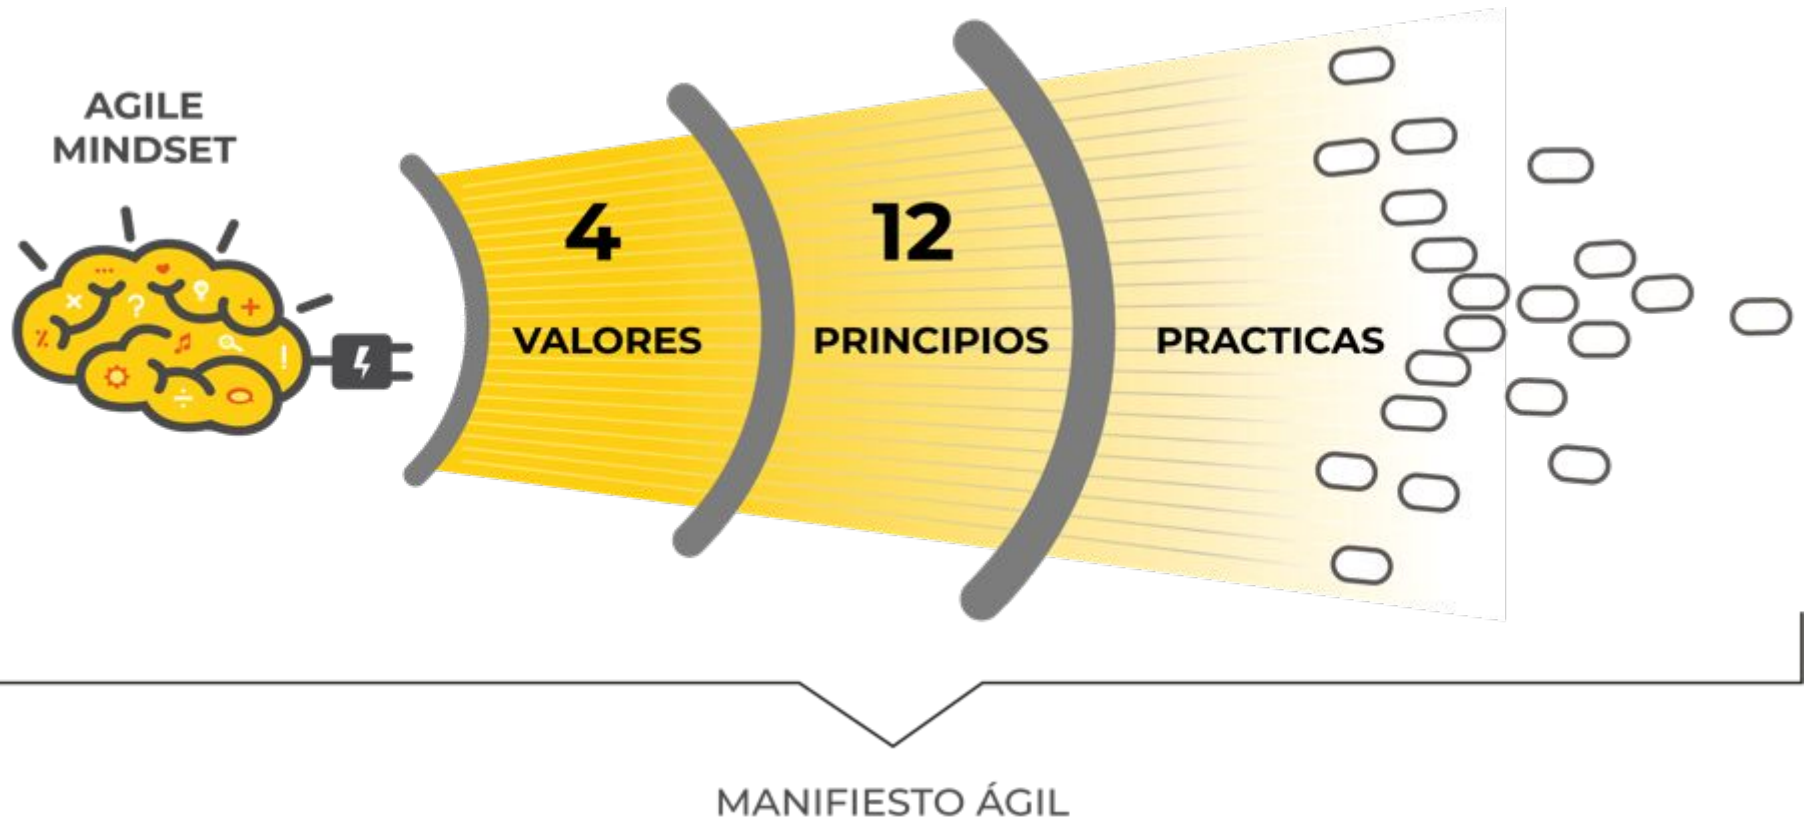 AGILE
MINDSET
4
VALORES
12
PRINCIPIOS
PRACTICAS
MANIFIESTO ÁGIL